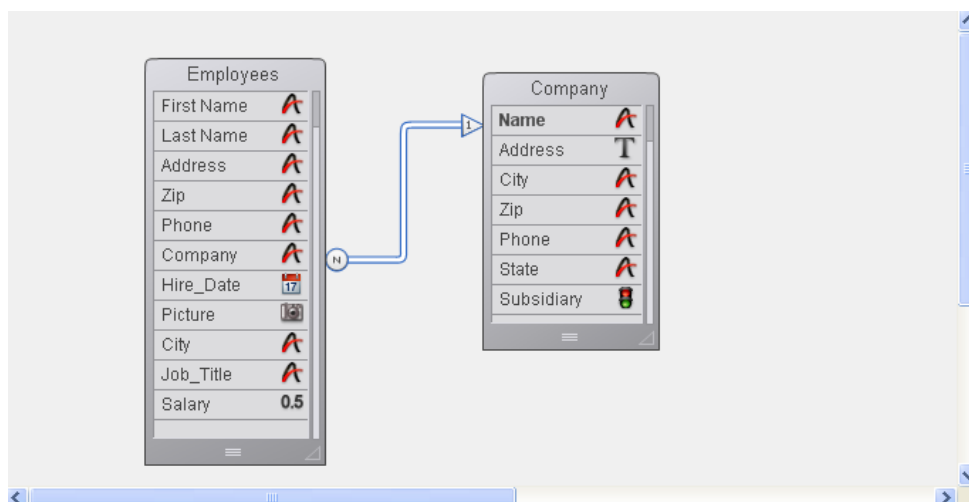 Employees
First Name
Last Name
Address
Zip
Phone
Company
Hire_Date
17
Picture
City
Job_Title
Salary 0.5
N
1
Company
Name
Address T
City
Zip
Phone
State
Subsidiary